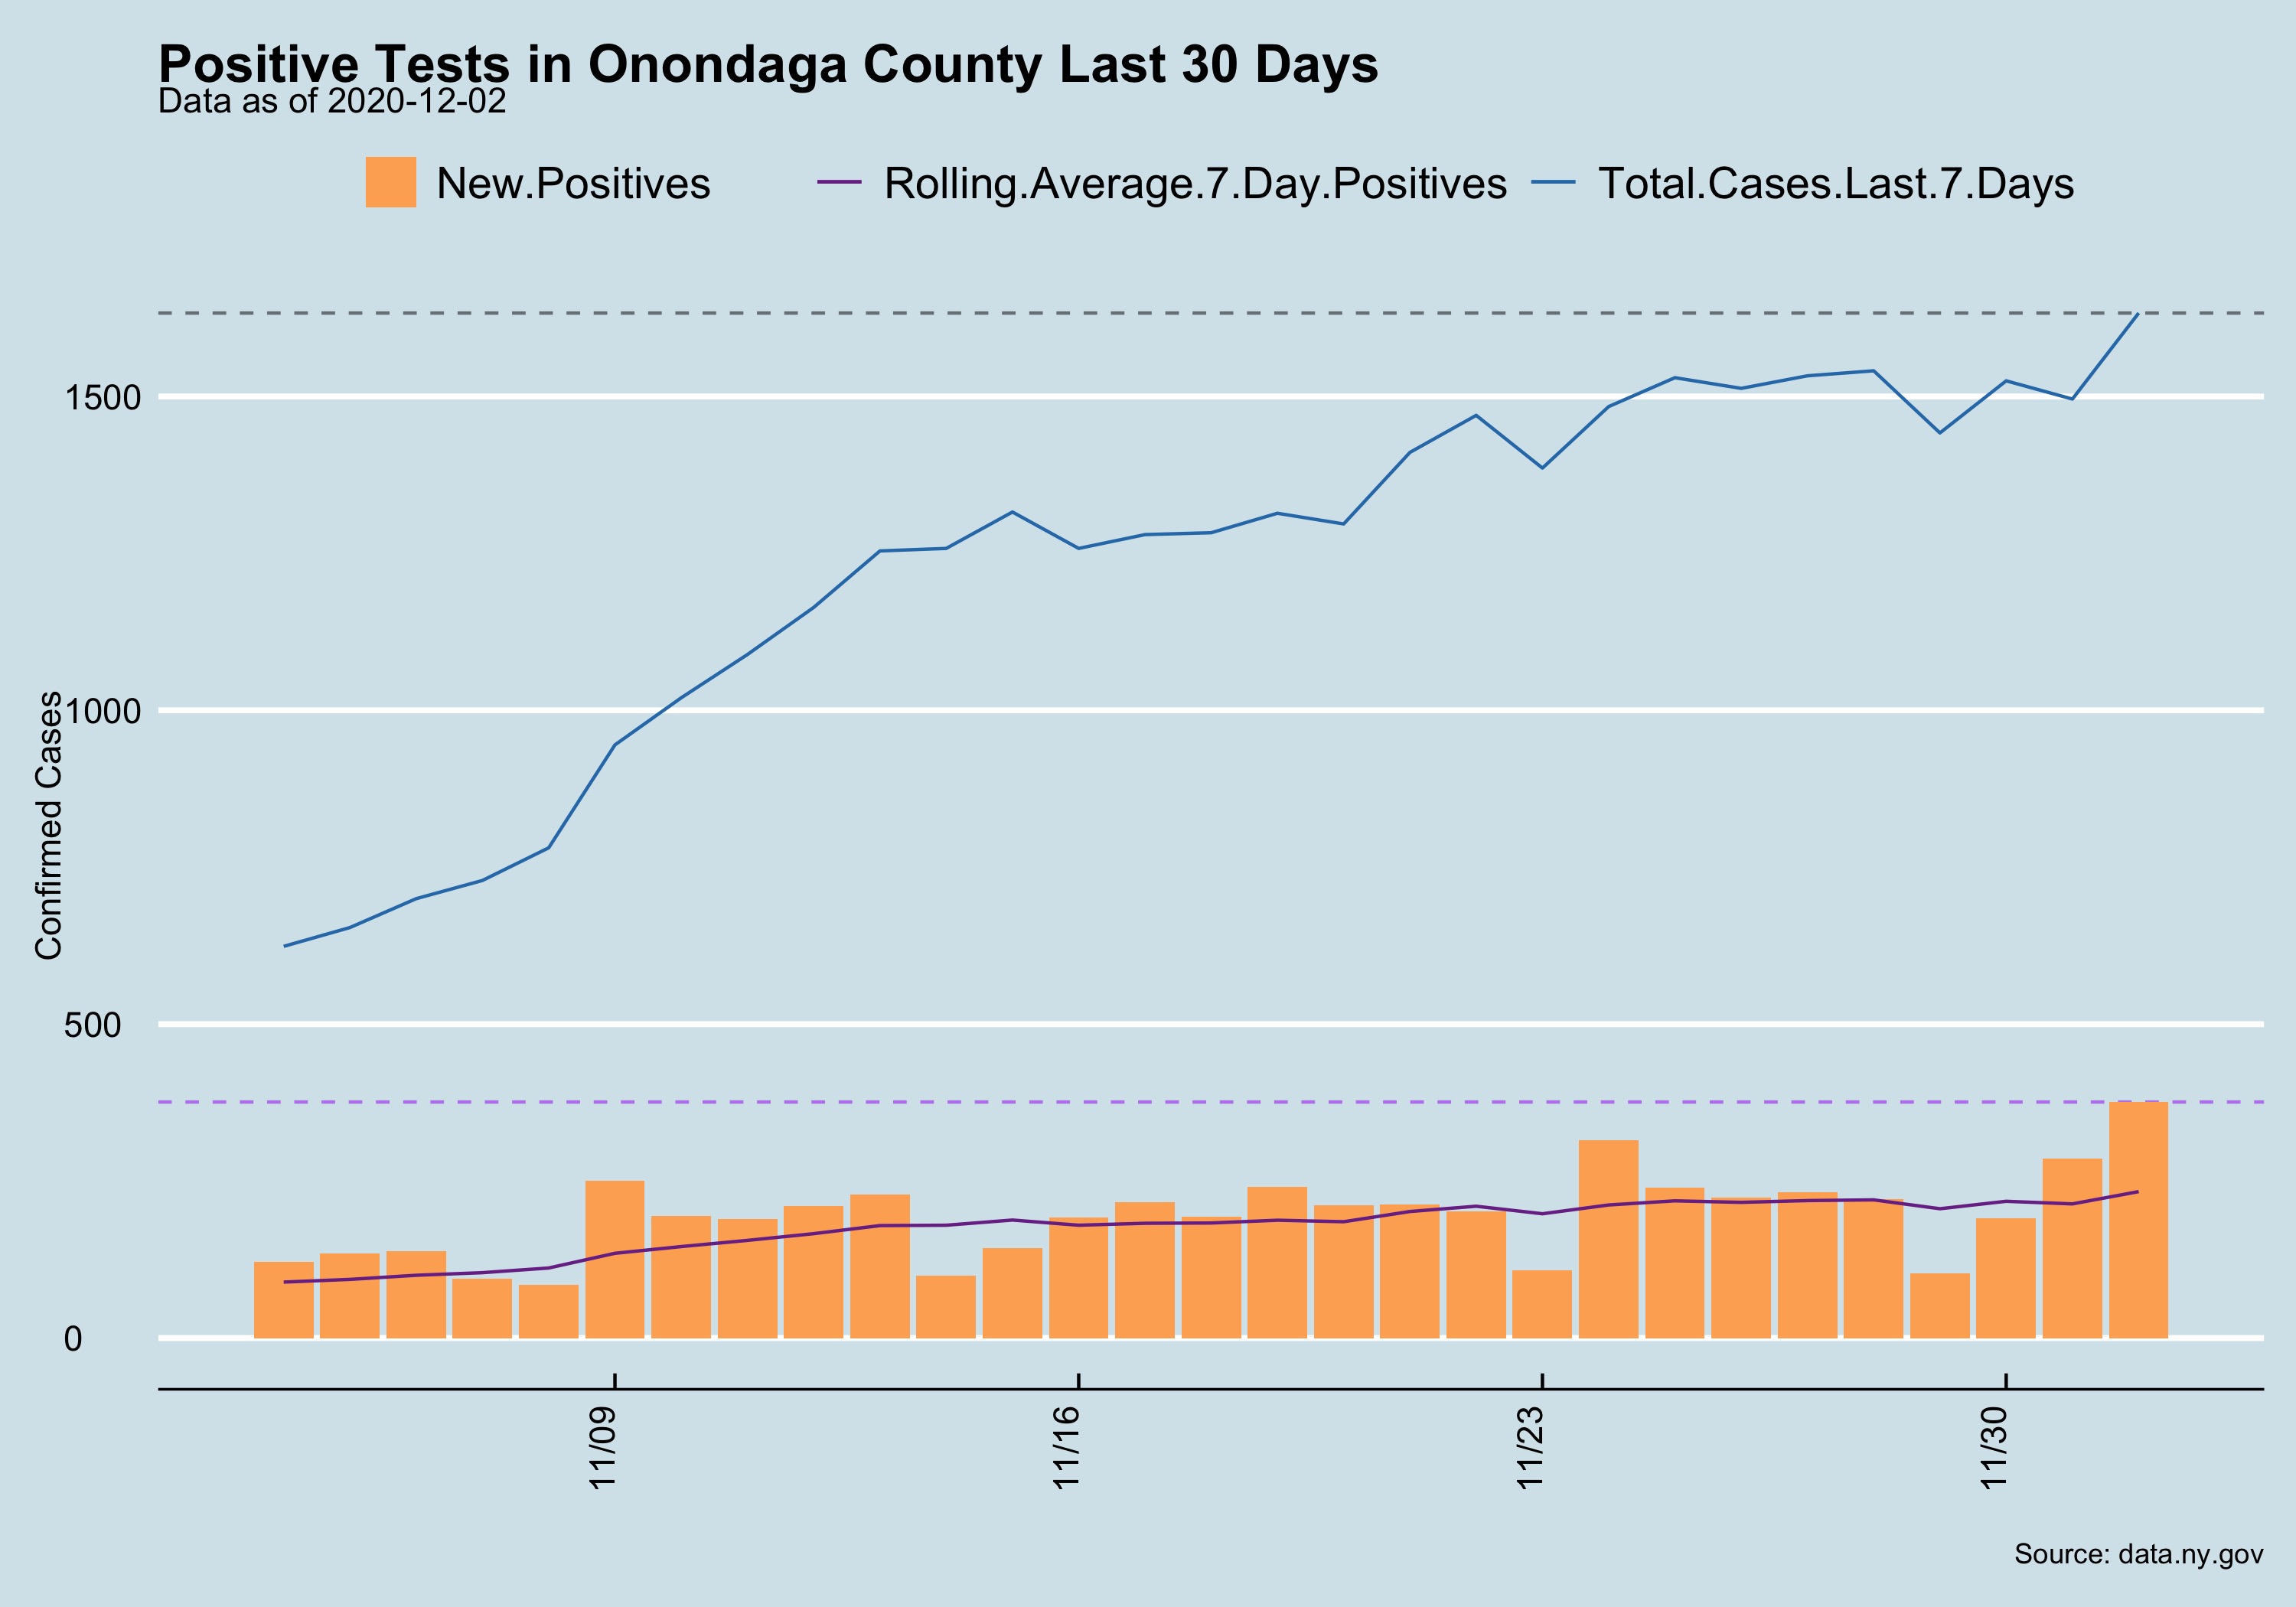 Positive Tests in Onondaga County Last 30 Days
Data as of 2020-12-02
New.Positives Rolling.Average.7.Day.Positives Total.Cases.Last.7.Days
Confirmed Cases
1500
1000
500
0
11/09 11/16 11/23 11/30
Source: data.ny.gov